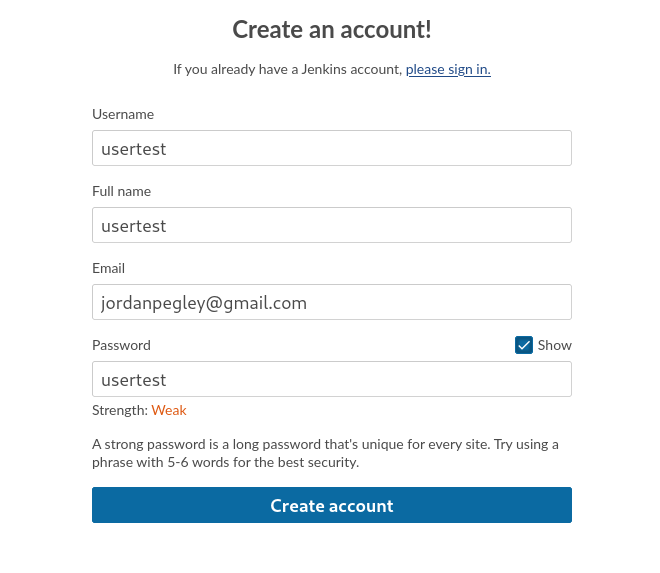 Create an account!
If you already have a Jenkins account, please sign in.
Username
usertest
Full name
usertest
Email
jordanpegley@gmail.com
Password
Show
usertest
Strength: Weak
A strong password is a long password that's unique for every site. Try using a
phrase with 5-6 words for the best security.
Create account